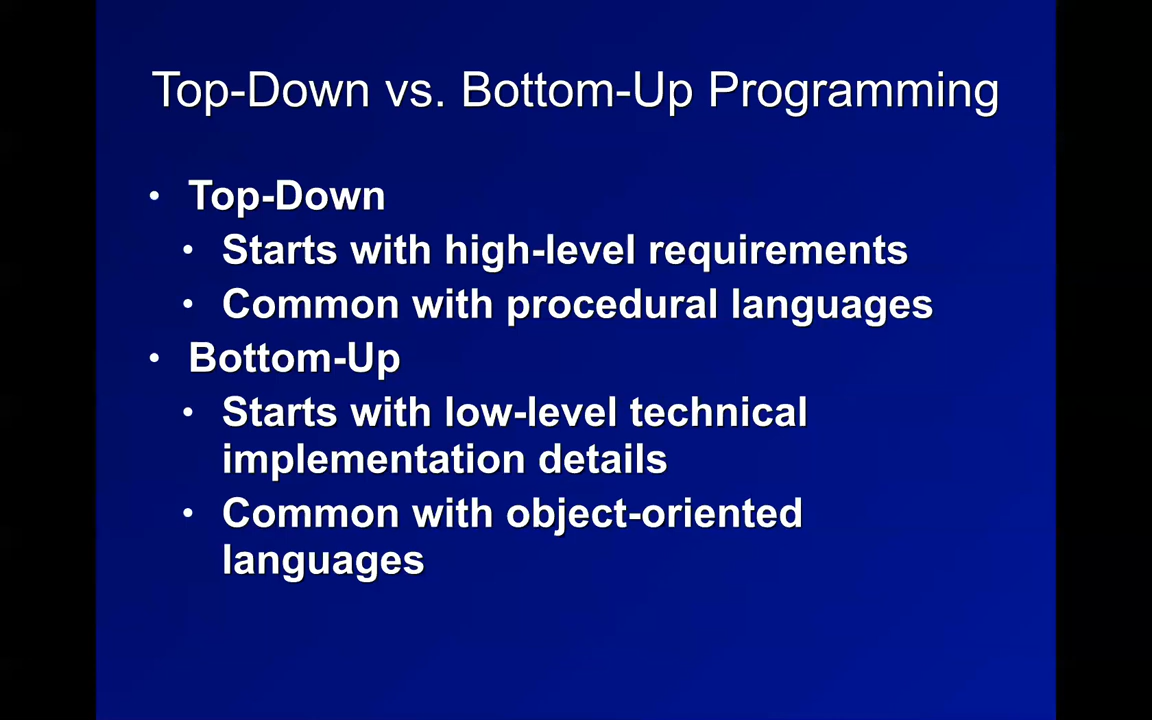 Top-Down vs. Bottom-Up Programming
• Top-Down
• Starts with high-level requirements
• Common with procedural languages
• Bottom-Up
• Starts with low-level technical
implementation details
• Common with object-oriented
languages